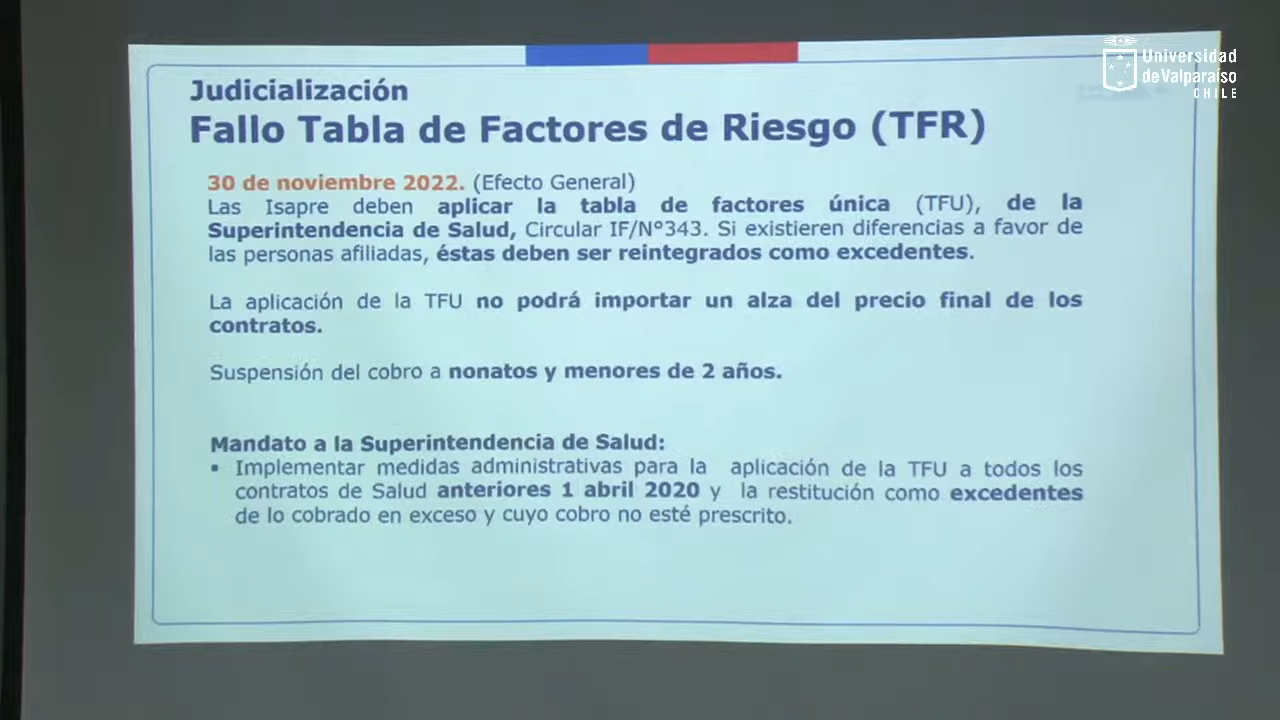 Universidad
de Valparaíso
CHILE
Judicialización
Fallo Tabla de Factores de Riesgo (TFR)
30 de noviembre 2022. (Efecto General)
Las Isapre deben aplicar la tabla de factores única (TFU), de la
Superintendencia de Salud, Circular IF/N°343. Si existieren diferencias a favor de
las personas afiliadas, éstas deben ser reintegrados como excedentes.
La aplicación de la TFU no podrá importar un alza del precio final de los
contratos.
Suspensión del cobro a nonatos y menores de 2 años.
Mandato a la Superintendencia de Salud:
▪ Implementar medidas administrativas para la aplicación de la TFU a todos los
contratos de Salud anteriores 1 abril 2020 y la restitución como excedentes
de lo cobrado en exceso y cuyo cobro no esté prescrito.